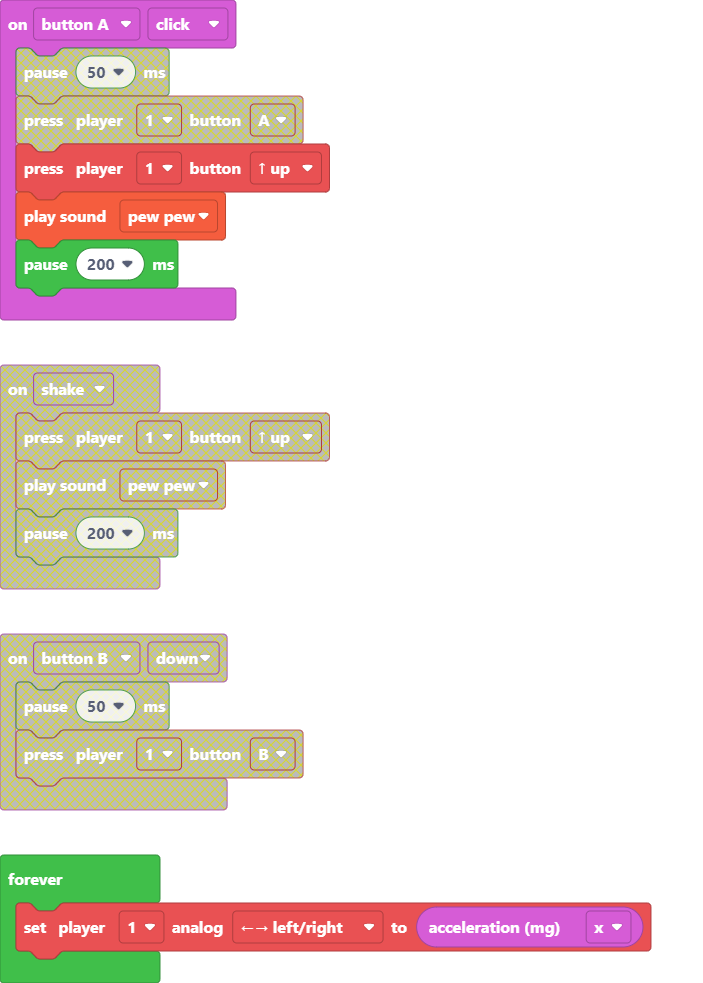 on button A click
pause 50 ms
press player 1 button A
press player 1 button ↑ up
play sound pew pew
pause 200 ms
on shake
press player 1 button ↑ up
play sound pew pew
pause 200 ms
on button B down
pause 50 ms
press player 1 button B
forever
set player 1 analog ←→ left/right to acceleration (mg) x